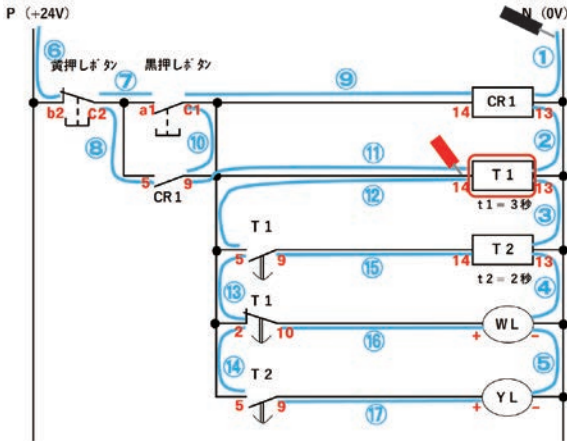 P (+24V)
N (0V)
⑥
黄押しボタン
⑦
黒押しボタン
⑨
①
b2
C2
a1
C1
14
CR1
13
⑧
⑩
②
⑪
5
9
CR1
⑫
14
T1
13
t1=3秒
③
T1
5
9
⑮
14
T2
13
t2=2秒
⑬
④
T1
2
10
⑯
+
WL
−
⑭
⑤
T2
5
9
⑰
+
YL
−